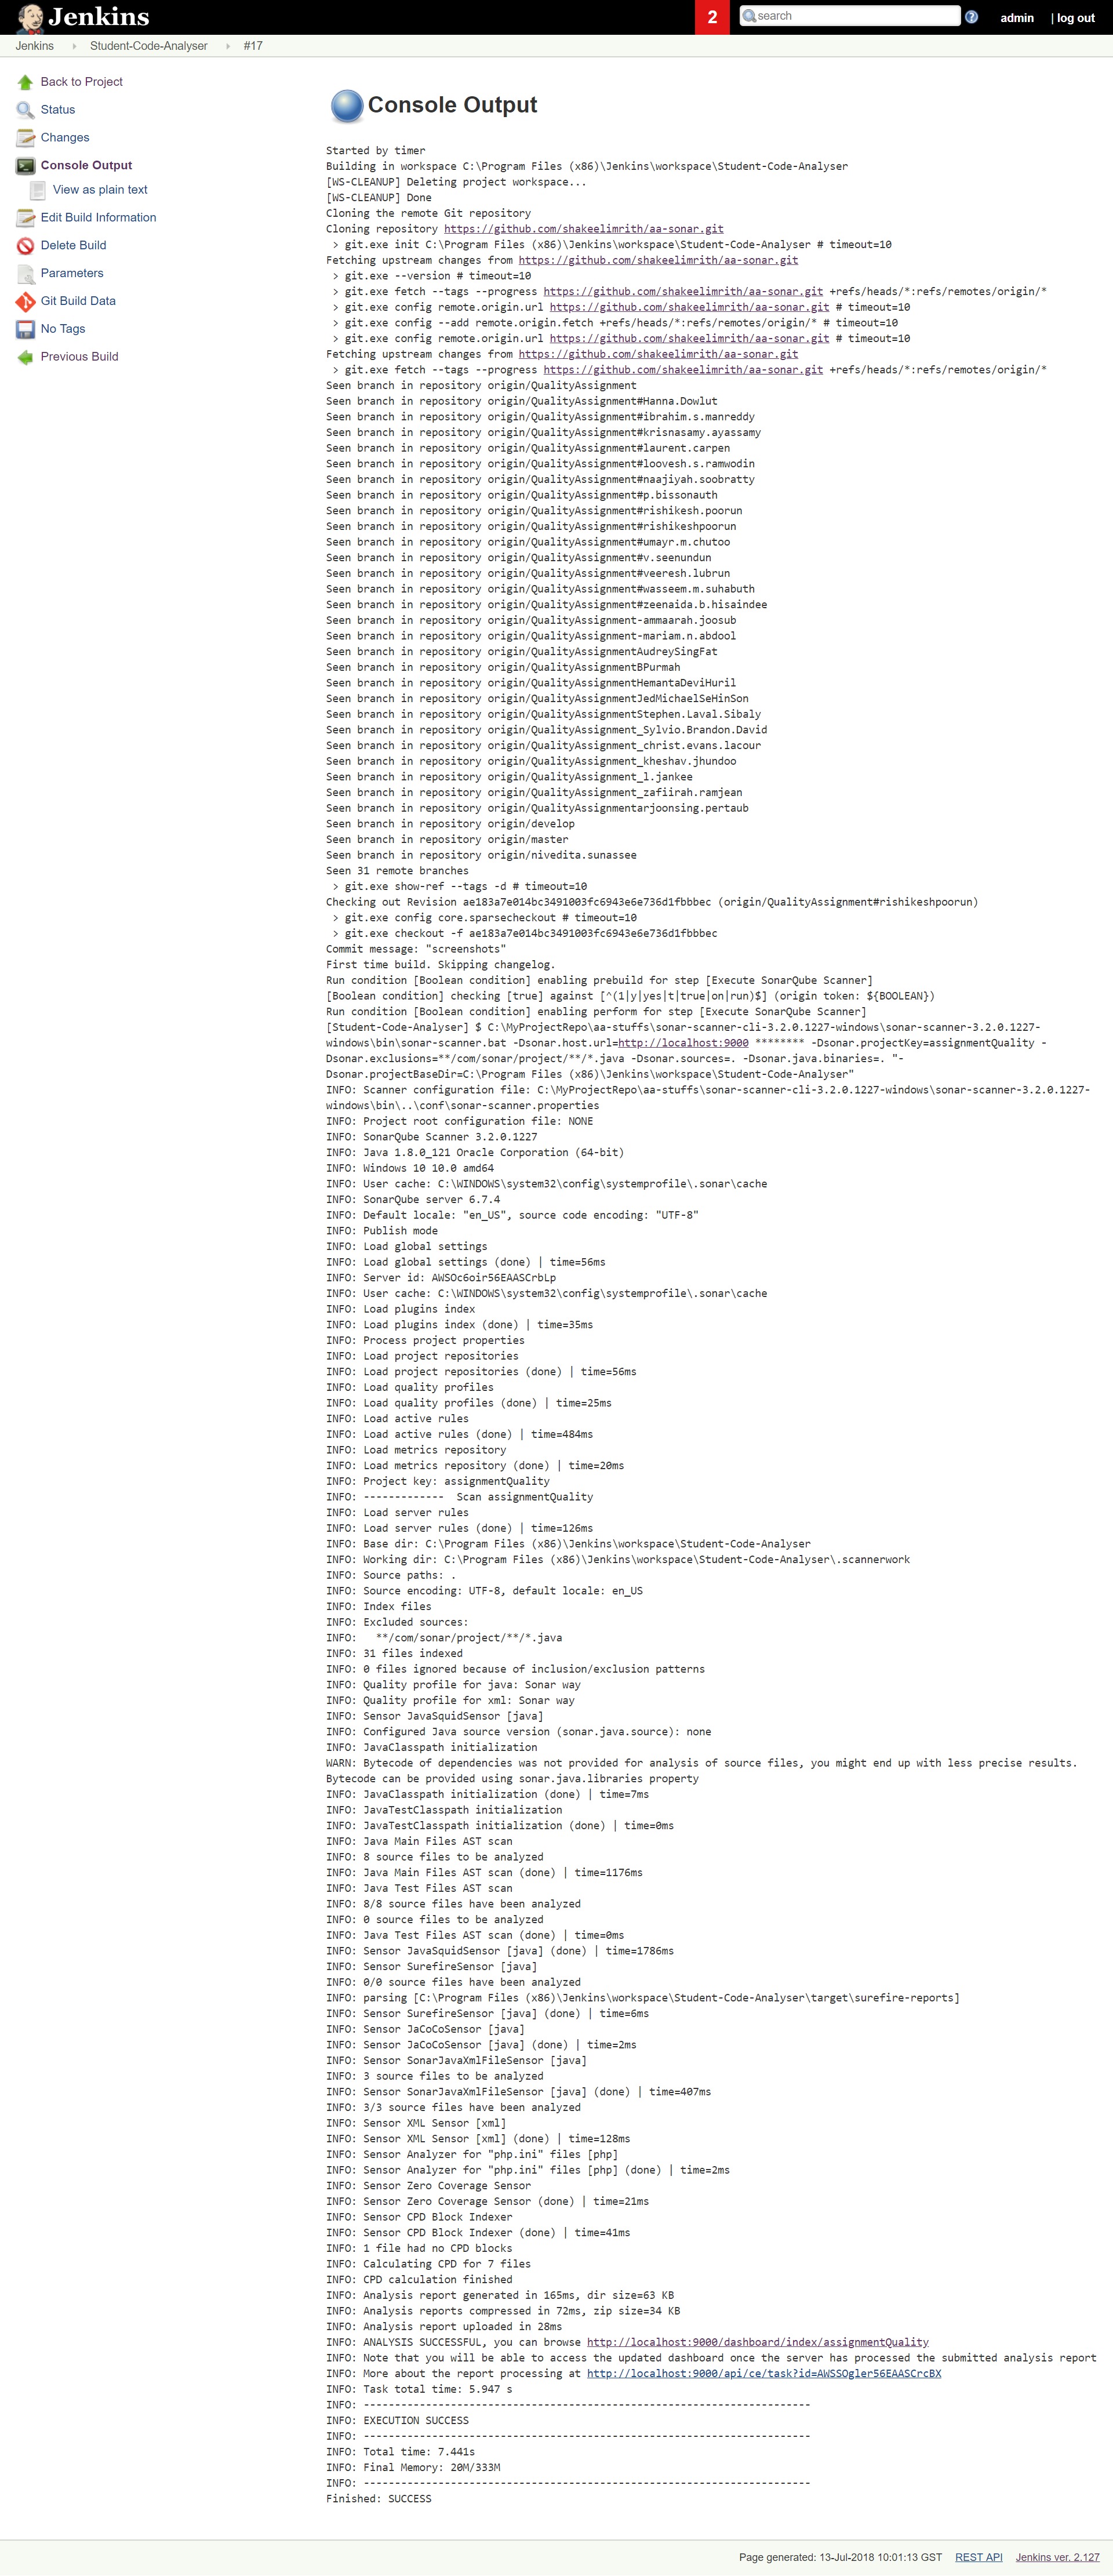 Jenkins
2
search
admin
| log out
Jenkins
Student-Code-Analyser
#17
Back to Project
Status
Changes
Console Output
View as plain text
Edit Build Information
Delete Build
Parameters
Git Build Data
No Tags
Previous Build
Console Output
Started by timer
Building in workspace C:\Program Files (x86)\Jenkins\workspace\Student-Code-Analyser
[WS-CLEANUP] Deleting project workspace...
[WS-CLEANUP] Done
Cloning the remote Git repository
Cloning repository https://github.com/shakeelimrith/aa-sonar.git
> git.exe init C:\Program Files (x86)\Jenkins\workspace\Student-Code-Analyser # timeout=10
Fetching upstream changes from https://github.com/shakeelimrith/aa-sonar.git
> git.exe --version # timeout=10
> git.exe fetch --tags --progress https://github.com/shakeelimrith/aa-sonar.git +refs/heads/*:refs/remotes/origin/*
> git.exe config remote.origin.url https://github.com/shakeelimrith/aa-sonar.git # timeout=10
> git.exe config --add remote.origin.fetch +refs/heads/*:refs/remotes/origin/* # timeout=10
> git.exe config remote.origin.url https://github.com/shakeelimrith/aa-sonar.git # timeout=10
Fetching upstream changes from https://github.com/shakeelimrith/aa-sonar.git
> git.exe fetch --tags --progress https://github.com/shakeelimrith/aa-sonar.git +refs/heads/*:refs/remotes/origin/*
Seen branch in repository origin/QualityAssignment
Seen branch in repository origin/QualityAssignment#Hanna.Dowlut
Seen branch in repository origin/QualityAssignment#ibrahim.s.manreddy
Seen branch in repository origin/QualityAssignment#krisnasamy.ayassamy
Seen branch in repository origin/QualityAssignment#laurent.carpen
Seen branch in repository origin/QualityAssignment#loovesh.s.ramwodin
Seen branch in repository origin/QualityAssignment#naajiyah.soobratty
Seen branch in repository origin/QualityAssignment#p.bissonauth
Seen branch in repository origin/QualityAssignment#rishikesh.poorun
Seen branch in repository origin/QualityAssignment#rishikeshpoorun
Seen branch in repository origin/QualityAssignment#umayr.m.chutoo
Seen branch in repository origin/QualityAssignment#v.seenundun
Seen branch in repository origin/QualityAssignment#veeresh.lubrun
Seen branch in repository origin/QualityAssignment#wasseem.m.suhabuth
Seen branch in repository origin/QualityAssignment#zeenaida.b.hisaindee
Seen branch in repository origin/QualityAssignment-ammaarah.joosub
Seen branch in repository origin/QualityAssignment-mariam.n.abdool
Seen branch in repository origin/QualityAssignmentAudreySingFat
Seen branch in repository origin/QualityAssignmentBPurmah
Seen branch in repository origin/QualityAssignmentHemantaDeviHuril
Seen branch in repository origin/QualityAssignmentJedMichaelSeHinSon
Seen branch in repository origin/QualityAssignmentStephen.Laval.Sibaly
Seen branch in repository origin/QualityAssignment_Sylvio.Brandon.David
Seen branch in repository origin/QualityAssignment_christ.evans.lacour
Seen branch in repository origin/QualityAssignment_kheshav.jhundoo
Seen branch in repository origin/QualityAssignment_l.jankee
Seen branch in repository origin/QualityAssignment_zafiirah.ramjean
Seen branch in repository origin/QualityAssignmentarjoonsing.pertaub
Seen branch in repository origin/develop
Seen branch in repository origin/master
Seen branch in repository origin/nivedita.sunassee
Seen 31 remote branches
> git.exe show-ref --tags -d # timeout=10
Checking out Revision ae183a7e014bc3491003fc6943e6e736d1fbbbec (origin/QualityAssignment#rishikeshpoorun)
> git.exe config core.sparsecheckout # timeout=10
> git.exe checkout -f ae183a7e014bc3491003fc6943e6e736d1fbbbec
Commit message: "screenshots"
First time build. Skipping changelog.
Run condition [Boolean condition] enabling prebuild for step [Execute SonarQube Scanner]
[Boolean condition] checking [true] against [^(1|y|yes|t|true|on|run)$] (origin token: ${BOOLEAN})
Run condition [Boolean condition] enabling perform for step [Execute SonarQube Scanner]
[Student-Code-Analyser] $ C:\MyProjectRepo\aa-stuffs\sonar-scanner-cli-3.2.0.1227-windows\sonar-scanner-3.2.0.1227-
windows\bin\sonar-scanner.bat -Dsonar.host.url=http://localhost:9000 ******** -Dsonar.projectKey=assignmentQuality -
Dsonar.exclusions=**/com/sonar/project/**/*.java -Dsonar.sources=. -Dsonar.java.binaries=. "-
Dsonar.projectBaseDir=C:\Program Files (x86)\Jenkins\workspace\Student-Code-Analyser"
INFO: Scanner configuration file: C:\MyProjectRepo\aa-stuffs\sonar-scanner-cli-3.2.0.1227-windows\sonar-scanner-3.2.0.1227-
windows\bin\..\conf\sonar-scanner.properties
INFO: Project root configuration file: NONE
INFO: SonarQube Scanner 3.2.0.1227
INFO: Java 1.8.0_121 Oracle Corporation (64-bit)
INFO: Windows 10 10.0 amd64
INFO: User cache: C:\WINDOWS\system32\config\systemprofile\.sonar\cache
INFO: SonarQube server 6.7.4
INFO: Default locale: "en_US", source code encoding: "UTF-8"
INFO: Publish mode
INFO: Load global settings
INFO: Load global settings (done) | time=56ms
INFO: Server id: AWSOc6oir56EAASCrbLp
INFO: User cache: C:\WINDOWS\system32\config\systemprofile\.sonar\cache
INFO: Load plugins index
INFO: Load plugins index (done) | time=35ms
INFO: Process project properties
INFO: Load project repositories
INFO: Load project repositories (done) | time=56ms
INFO: Load quality profiles
INFO: Load quality profiles (done) | time=25ms
INFO: Load active rules
INFO: Load active rules (done) | time=484ms
INFO: Load metrics repository
INFO: Load metrics repository (done) | time=20ms
INFO: Project key: assignmentQuality
INFO: -------------  Scan assignmentQuality
INFO: Load server rules
INFO: Load server rules (done) | time=126ms
INFO: Base dir: C:\Program Files (x86)\Jenkins\workspace\Student-Code-Analyser
INFO: Working dir: C:\Program Files (x86)\Jenkins\workspace\Student-Code-Analyser\.scannerwork
INFO: Source paths: .
INFO: Source encoding: UTF-8, default locale: en_US
INFO: Index files
INFO: Excluded sources:
INFO:   **/com/sonar/project/**/*.java
INFO: 31 files indexed
INFO: 0 files ignored because of inclusion/exclusion patterns
INFO: Quality profile for java: Sonar way
INFO: Quality profile for xml: Sonar way
INFO: Sensor JavaSquidSensor [java]
INFO: Configured Java source version (sonar.java.source): none
INFO: JavaClasspath initialization
WARN: Bytecode of dependencies was not provided for analysis of source files, you might end up with less precise results.
Bytecode can be provided using sonar.java.libraries property
INFO: JavaClasspath initialization (done) | time=7ms
INFO: JavaTestClasspath initialization
INFO: JavaTestClasspath initialization (done) | time=0ms
INFO: Java Main Files AST scan
INFO: 8 source files to be analyzed
INFO: Java Main Files AST scan (done) | time=1176ms
INFO: Java Test Files AST scan
INFO: 8/8 source files have been analyzed
INFO: 0 source files to be analyzed
INFO: Java Test Files AST scan (done) | time=0ms
INFO: Sensor JavaSquidSensor [java] (done) | time=1786ms
INFO: Sensor SurefireSensor [java]
INFO: 0/0 source files have been analyzed
INFO: parsing [C:\Program Files (x86)\Jenkins\workspace\Student-Code-Analyser\target\surefire-reports]
INFO: Sensor SurefireSensor [java] (done) | time=6ms
INFO: Sensor JaCoCoSensor [java]
INFO: Sensor JaCoCoSensor [java] (done) | time=2ms
INFO: Sensor SonarJavaXmlFileSensor [java]
INFO: 3 source files to be analyzed
INFO: Sensor SonarJavaXmlFileSensor [java] (done) | time=407ms
INFO: 3/3 source files have been analyzed
INFO: Sensor XML Sensor [xml]
INFO: Sensor XML Sensor [xml] (done) | time=128ms
INFO: Sensor Analyzer for "php.ini" files [php]
INFO: Sensor Analyzer for "php.ini" files [php] (done) | time=2ms
INFO: Sensor Zero Coverage Sensor
INFO: Sensor Zero Coverage Sensor (done) | time=21ms
INFO: Sensor CPD Block Indexer
INFO: Sensor CPD Block Indexer (done) | time=41ms
INFO: 1 file had no CPD blocks
INFO: Calculating CPD for 7 files
INFO: CPD calculation finished
INFO: Analysis report generated in 165ms, dir size=63 KB
INFO: Analysis reports compressed in 72ms, zip size=34 KB
INFO: Analysis report uploaded in 28ms
INFO: ANALYSIS SUCCESSFUL, you can browse http://localhost:9000/dashboard/index/assignmentQuality
INFO: Note that you will be able to access the updated dashboard once the server has processed the submitted analysis report
INFO: More about the report processing at http://localhost:9000/api/ce/task?id=AWSSOgler56EAASCrcBX
INFO: Task total time: 5.947 s
INFO: ------------------------------------------------------------------------
INFO: EXECUTION SUCCESS
INFO: ------------------------------------------------------------------------
INFO: Total time: 7.441s
INFO: Final Memory: 20M/333M
INFO: ------------------------------------------------------------------------
Finished: SUCCESS
Page generated: 13-Jul-2018 10:01:13 GST
REST API
Jenkins ver. 2.127